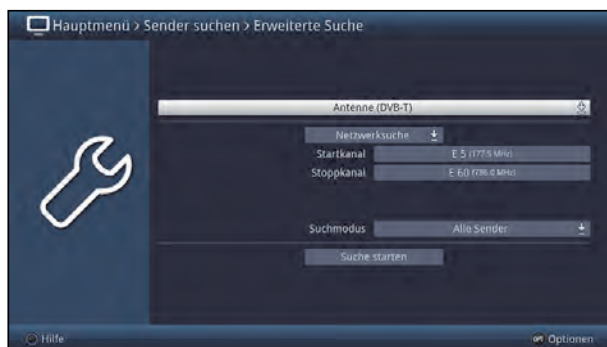 Hauptmenü > Sender suchen > Erweiterte Suche
Antenne (DVB-T)
Netzwerksuche
Startkanal E 5 (177.5 MHz)
Stoppkanal E 60 (786.0 MHz)
Suchmodus Alle Sender
Suche starten
Hilfe OPT Optionen